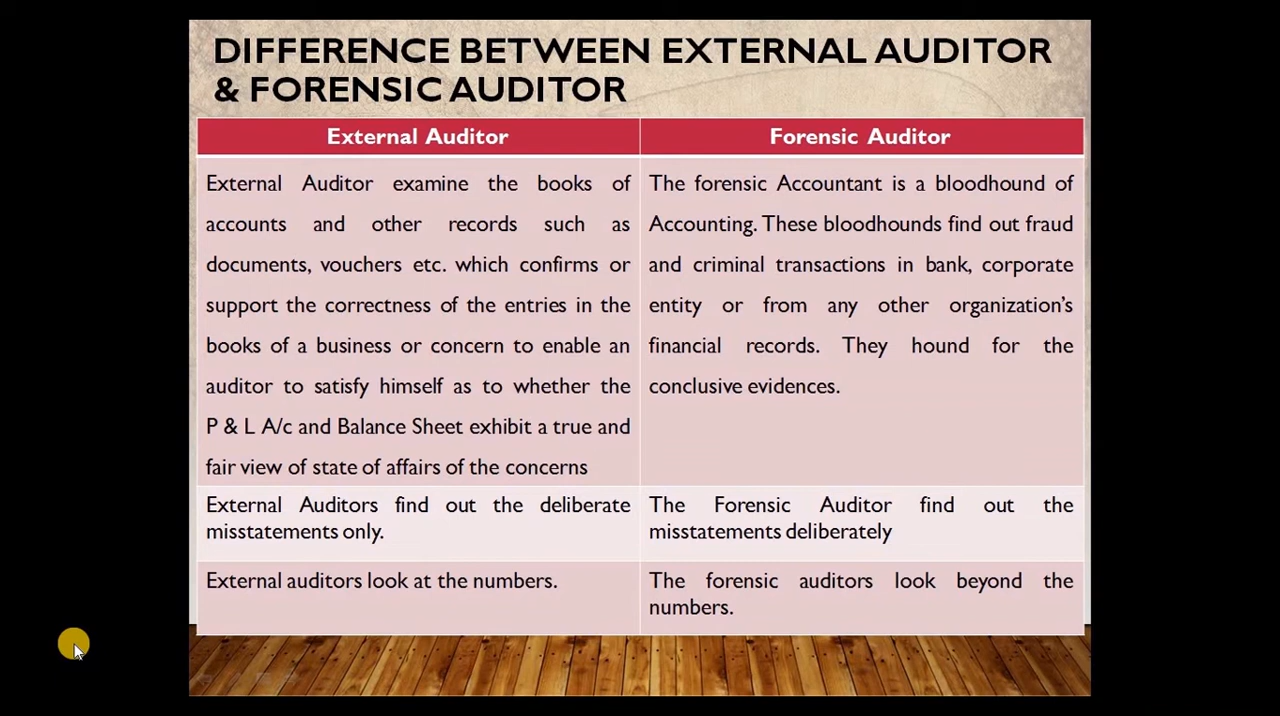 DIFFERENCE BETWEEN EXTERNAL AUDITOR
& FORENSIC AUDITOR
External Auditor
External Auditor examine the books of
accounts and other records such as
documents, vouchers etc. which confirms or
support the correctness of the entries in the
books of a business or concern to enable an
auditor to satisfy himself as to whether the
P & L A/c and Balance Sheet exhibit a true and
fair view of state of affairs of the concerns
Forensic Auditor
The forensic Accountant is a bloodhound of
Accounting. These bloodhounds find out fraud
and criminal transactions in bank, corporate
entity or from any other organization's
financial records. They hound for the
conclusive evidences.
External Auditors find out the deliberate
misstatements only.
The Forensic Auditor find out the
misstatements deliberately
External auditors look at the numbers.
The forensic auditors look beyond the
numbers.